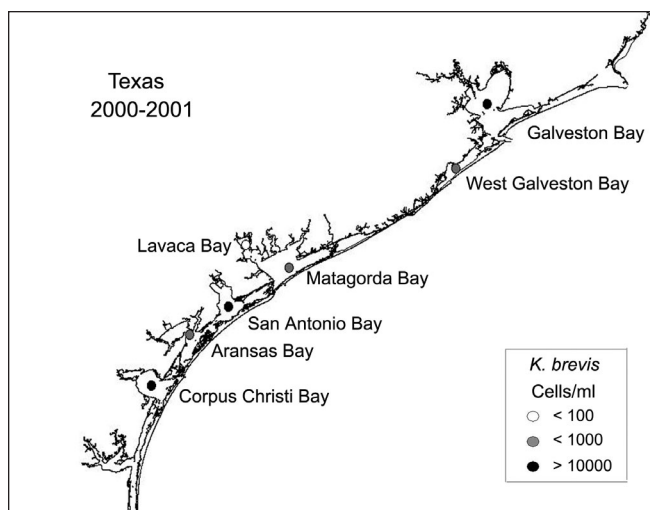 Texas
2000-2001
Galveston Bay
West Galveston Bay
Lavaca Bay
Matagorda Bay
San Antonio Bay
Aransas Bay
Corpus Christi Bay
K. brevis
Cells/ml
< 100
< 1000
> 10000